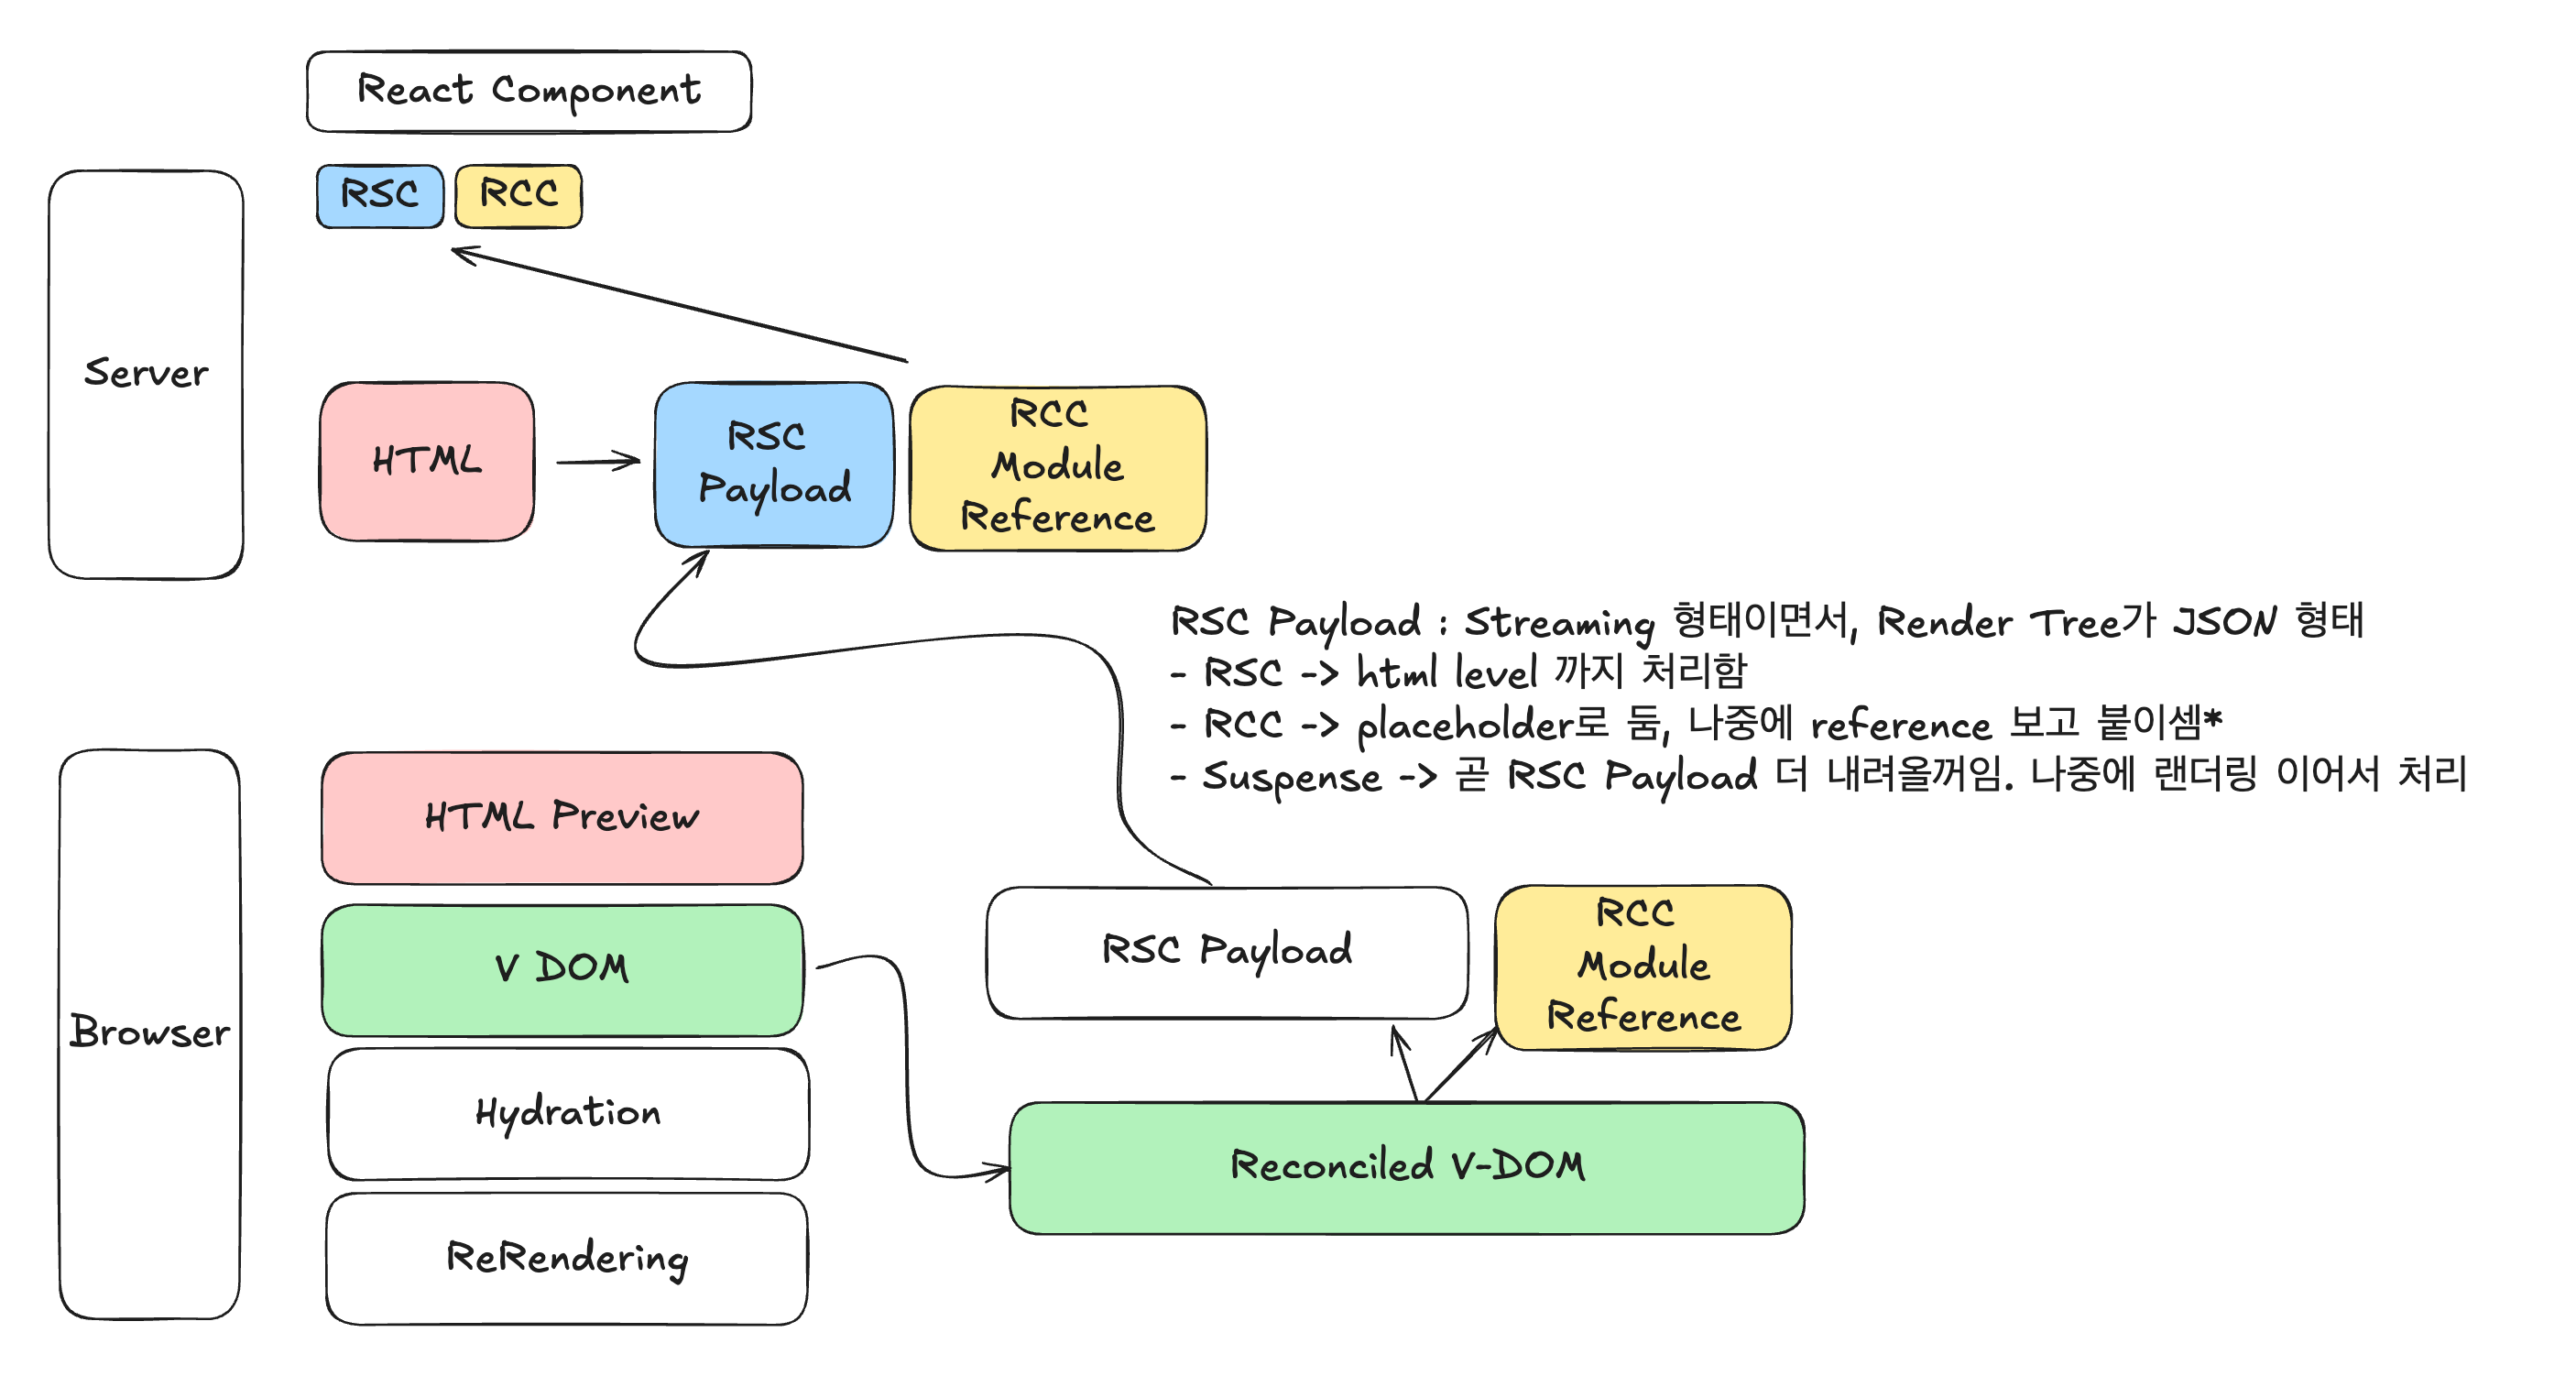 React Component
RSC
RCC
Server
HTML
RSC
Payload
RCC
Module
Reference
RSC Payload : Streaming 형태이면서, Render Tree가 JSON 형태
- RSC -> html level 까지 처리함
- RCC -> placeholder로 둠, 나중에 reference 보고 붙이셈*
- Suspense -> 곧 RSC Payload 더 내려올꺼임. 나중에 랜더링 이어서 처리
Browser
HTML Preview
V DOM
Hydration
ReRendering
RSC Payload
RCC
Module
Reference
Reconciled V-DOM